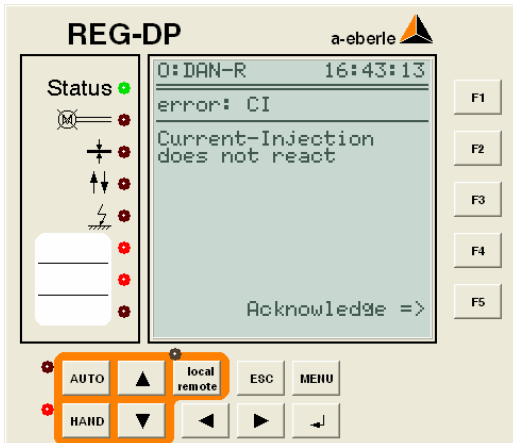 REG-DP
a-eberle
Status
O:DAN-R 16:43:13
error: CI
Current-Injection
does not react
Acknowledge =>
F1
F2
F3
F4
F5
AUTO
local
remote
ESC
MENU
HAND